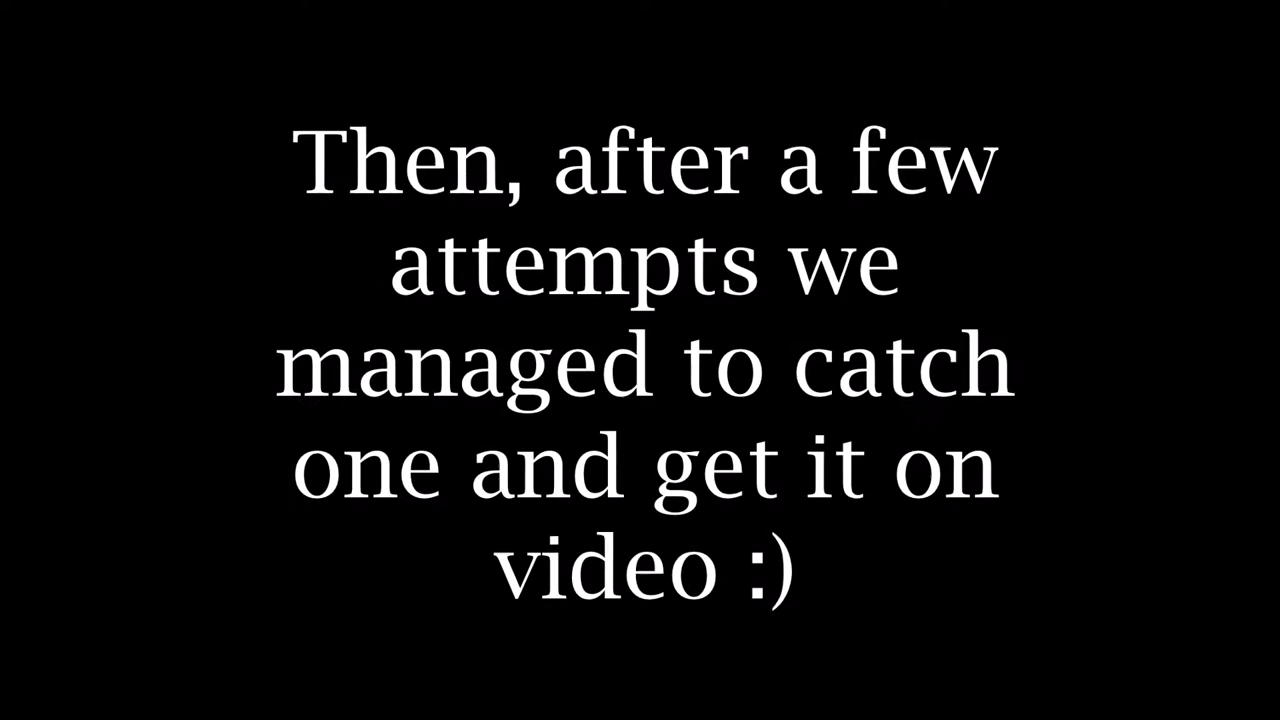 Then, after a few
attempts we
managed to catch
one and get it on
video :)